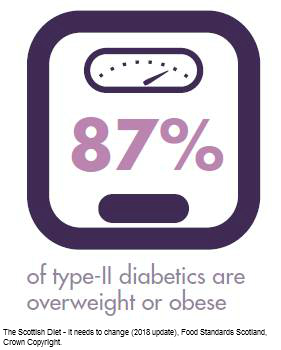 87%
of type-II diabetics are
overweight or obese
The Scottish Diet - It needs to change (2018 update), Food Standards Scotland,
Crown Copyright.